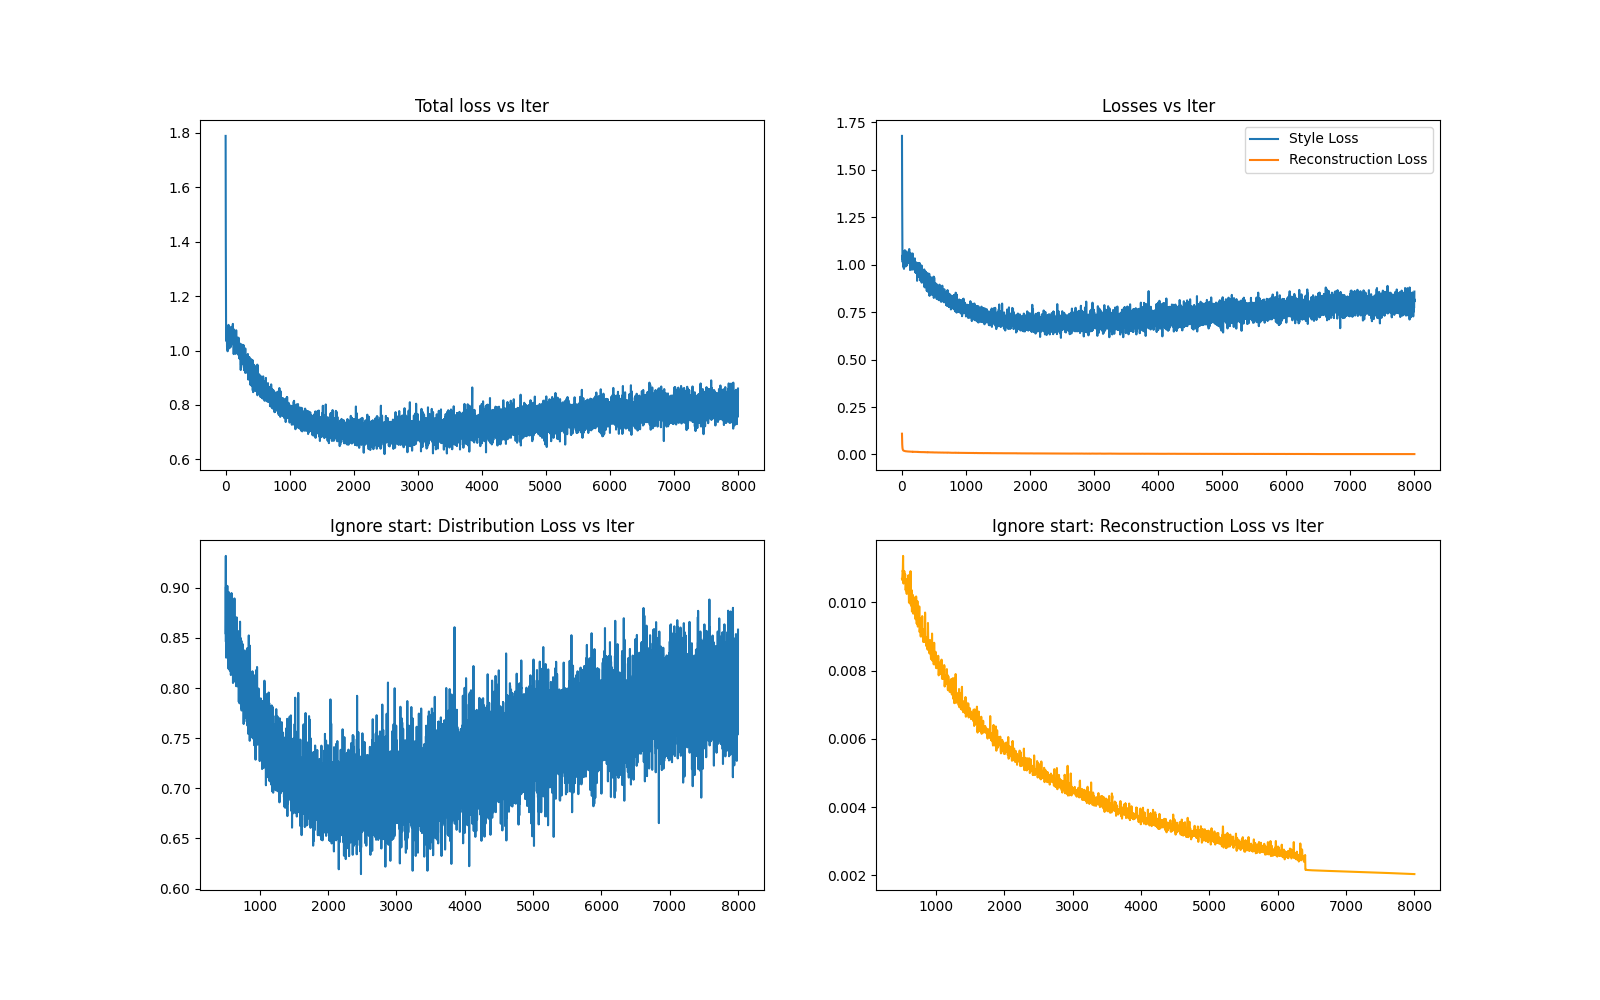 Total loss vs Iter
1.8
1.6
1.4
1.2
1.0
0.8
0.6
0 1000 2000 3000 4000 5000 6000 7000 8000
Losses vs Iter
Style Loss
Reconstruction Loss
1.75
1.50
1.25
1.00
0.75
0.50
0.25
0.00
0 1000 2000 3000 4000 5000 6000 7000 8000
Ignore start: Distribution Loss vs Iter
0.90
0.85
0.80
0.75
0.70
0.65
0.60
1000 2000 3000 4000 5000 6000 7000 8000
Ignore start: Reconstruction Loss vs Iter
0.010
0.008
0.006
0.004
0.002
1000 2000 3000 4000 5000 6000 7000 8000